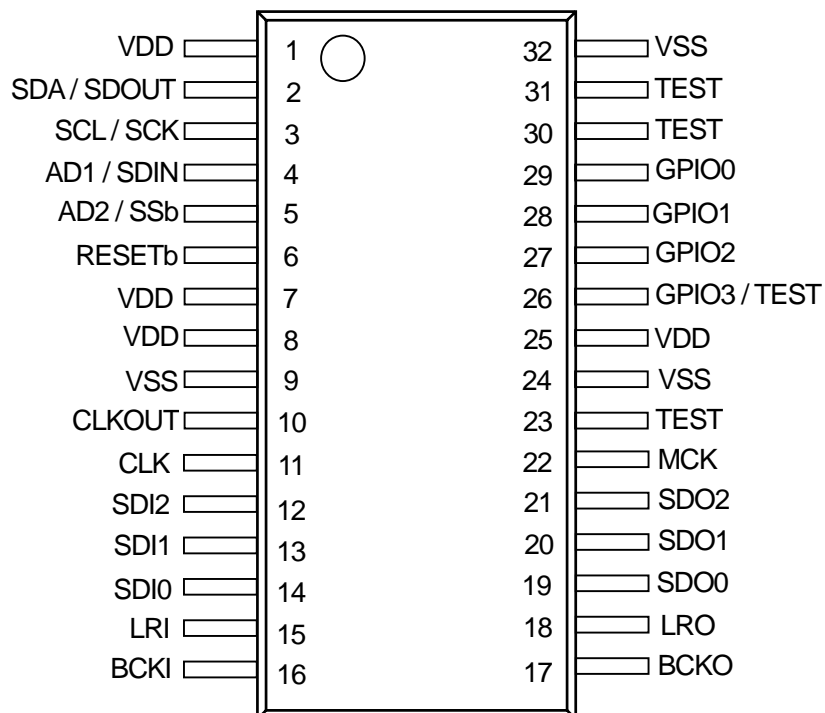 VDD 1 32 VSS
SDA / SDOUT 2 31 TEST
SCL / SCK 3 30 TEST
AD1 / SDIN 4 29 GPIO0
AD2 / SSb 5 28 GPIO1
RESETb 6 27 GPIO2
VDD 7 26 GPIO3 / TEST
VDD 8 25 VDD
VSS 9 24 VSS
CLKOUT 10 23 TEST
CLK 11 22 MCK
SDI2 12 21 SDO2
SDI1 13 20 SDO1
SDI0 14 19 SDO0
LRI 15 18 LRO
BCKI 16 17 BCKO